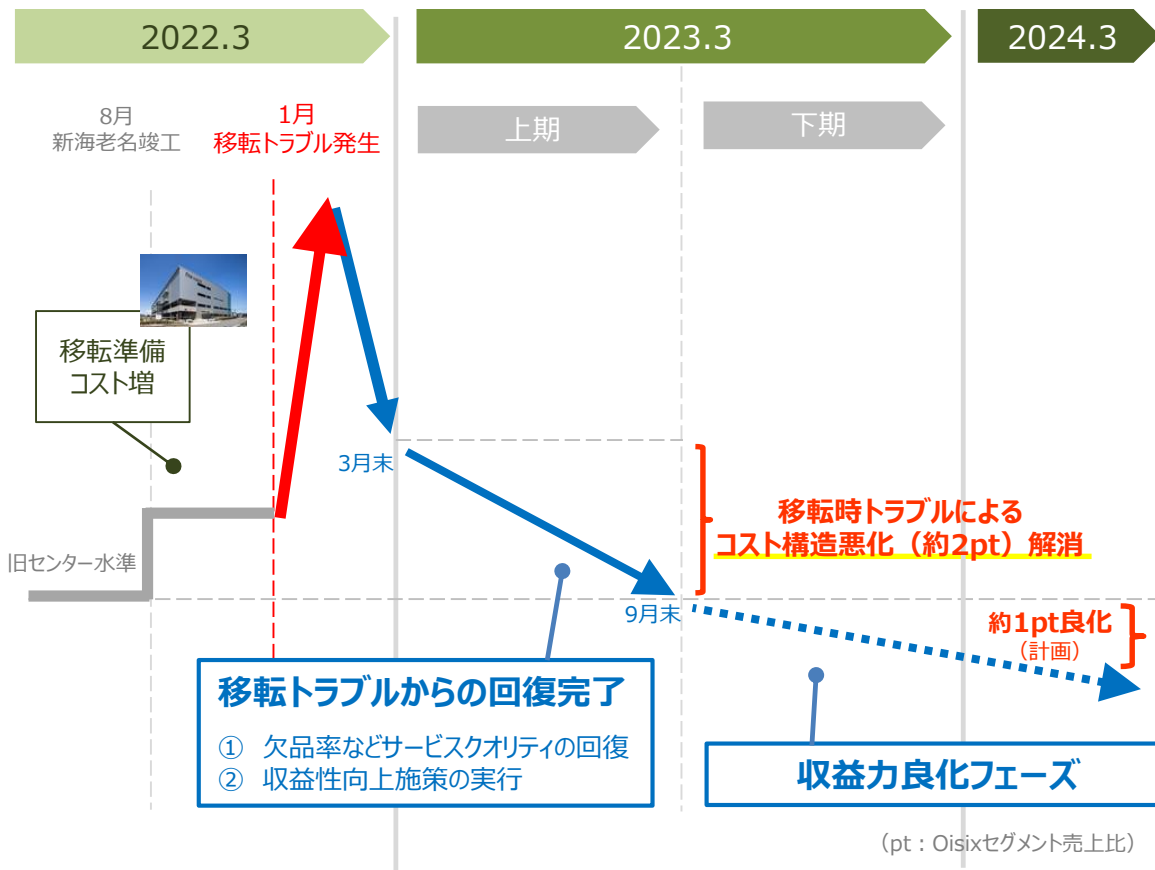 2022.3
2023.3
2024.3
8月
新海老名竣工
1月
移転トラブル発生
上期
下期
移転準備
コスト増
3月末
移転時トラブルによる
コスト構造悪化（約2pt）解消
旧センター水準
9月末
約1pt良化
（計画）
移転トラブルからの回復完了
① 欠品率などサービスクオリティの回復
② 収益性向上施策の実行
収益力良化フェーズ
（pt：Oisixセグメント売上比）